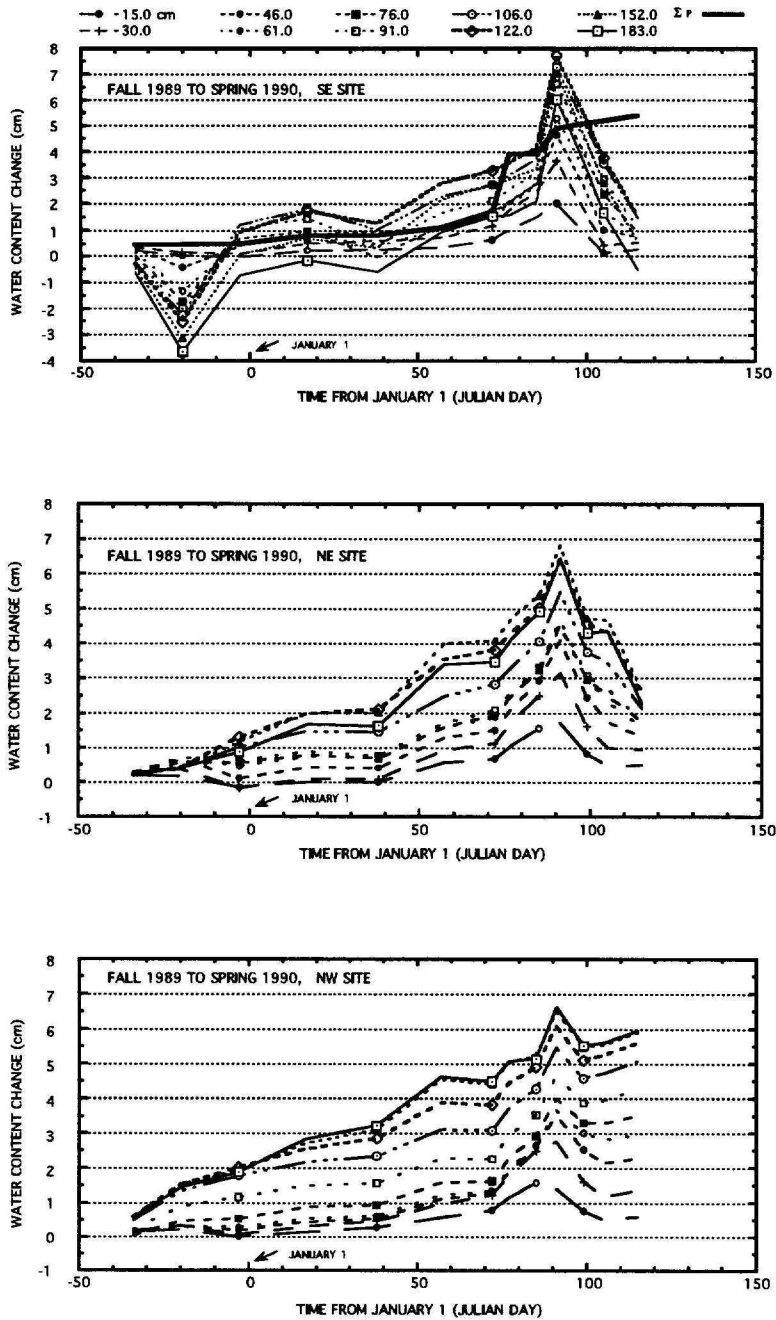 15.0 cm 46.0 76.0 106.0 152.0 Σ P
30.0 61.0 91.0 122.0 183.0
8
7
6
5
4
3
2
1
0
-1
-2
-3
-4
WATER CONTENT CHANGE (cm)
FALL 1989 TO SPRING 1990, SE SITE
JANUARY 1
-50 0 50 100 150
TIME FROM JANUARY 1 (JULIAN DAY)
8
7
6
5
4
3
2
1
0
-1
WATER CONTENT CHANGE (cm)
FALL 1989 TO SPRING 1990, NE SITE
JANUARY 1
-50 0 50 100 150
TIME FROM JANUARY 1 (JULIAN DAY)
8
7
6
5
4
3
2
1
0
-1
WATER CONTENT CHANGE (cm)
FALL 1989 TO SPRING 1990, NW SITE
JANUARY 1
-50 0 50 100 150
TIME FROM JANUARY 1 (JULIAN DAY)